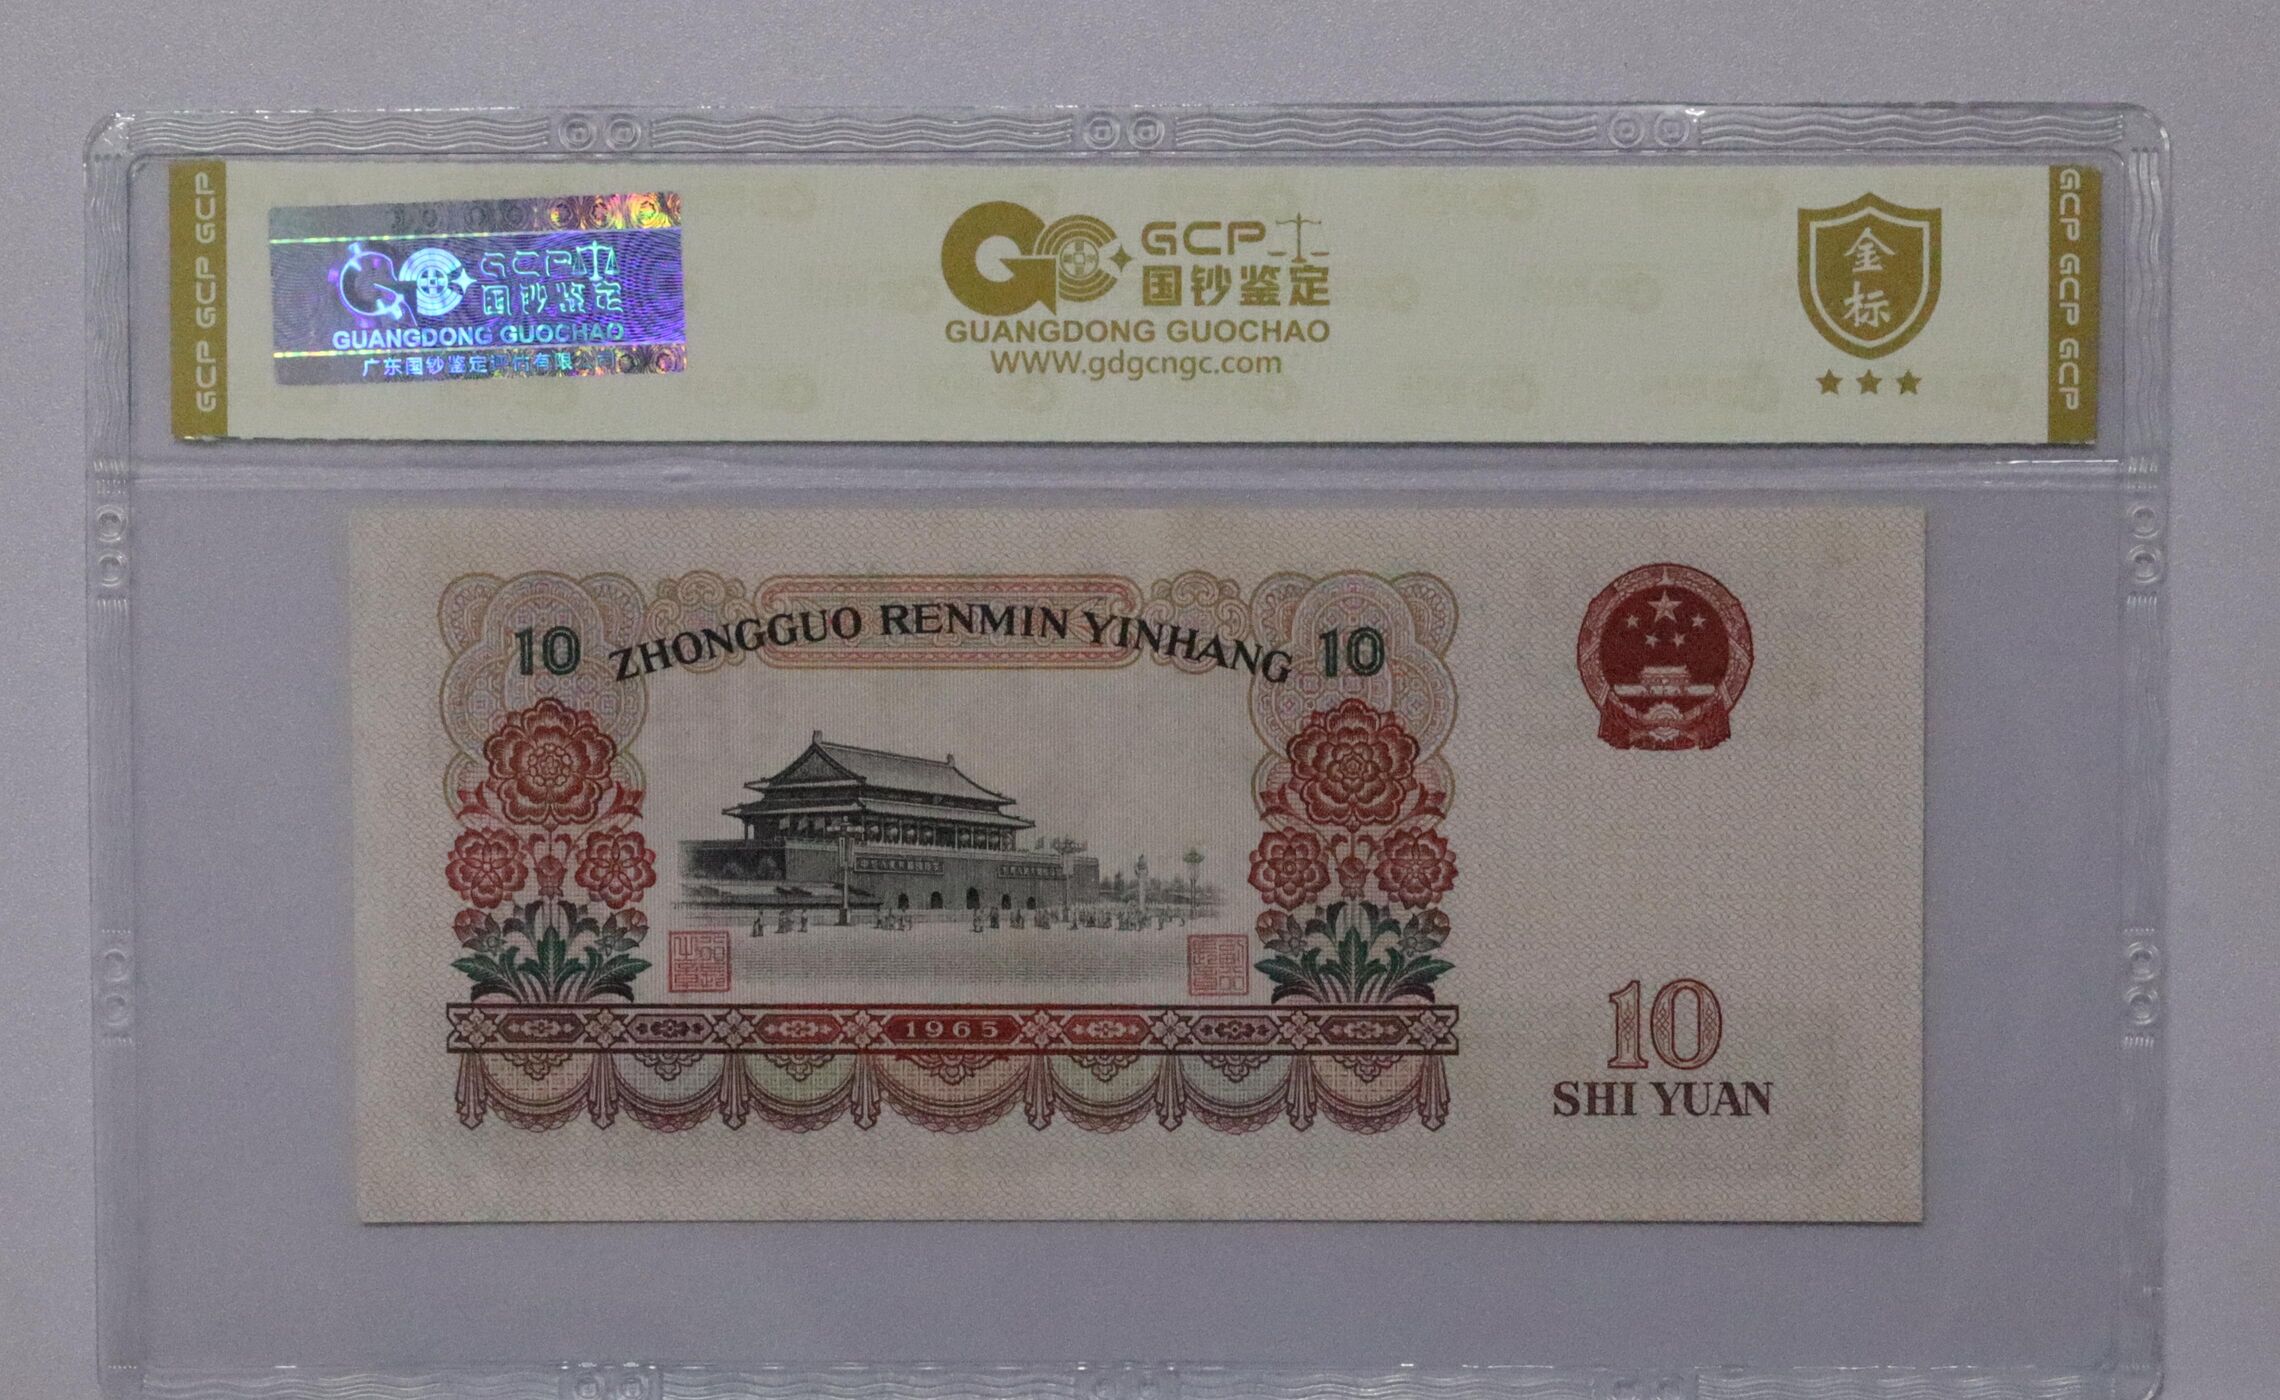 GCP GCP GCP
GCP
国钞鉴定
GUANGDONG GUOCHAO
广东国钞鉴定评估有限公司
GCP
国钞鉴定
GUANGDONG GUOCHAO
WWW.gdgcngc.com
金标
GCP GCP GCP
10 ZHONGGUO RENMIN YINHANG 10
1965
10
SHI YUAN